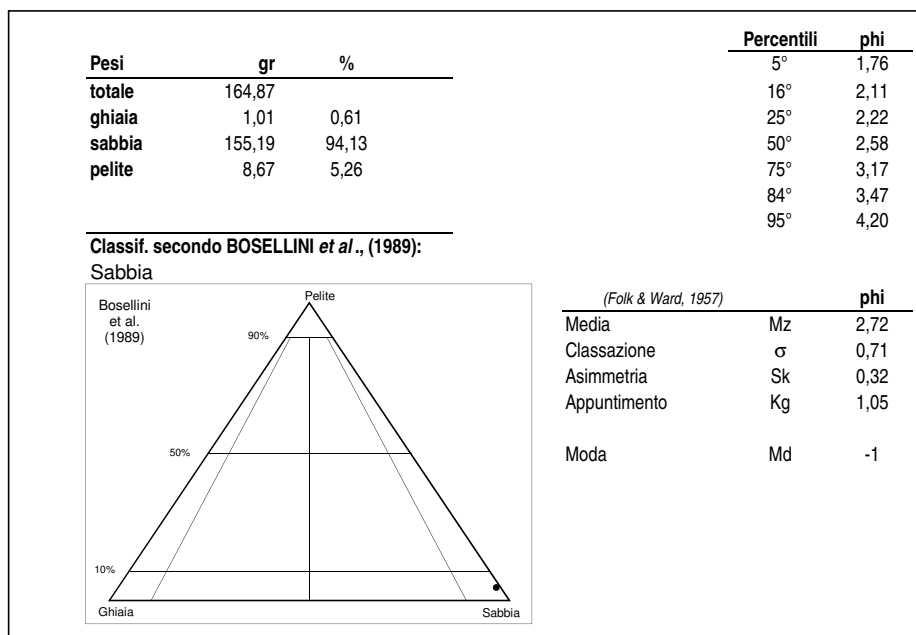 Pesi gr %
totale 164,87
ghiaia 1,01 0,61
sabbia 155,19 94,13
pelite 8,67 5,26
Percentili phi
5° 1,76
16° 2,11
25° 2,22
50° 2,58
75° 3,17
84° 3,47
95° 4,20
Classif. secondo BOSELLINI et al., (1989):
Sabbia
Bosellini
et al.
(1989)
Pelite
90%
50%
10%
Ghiaia
Sabbia
(Folk & Ward, 1957) phi
Media Mz 2,72
Classazione σ 0,71
Asimmetria Sk 0,32
Appuntimento Kg 1,05
Moda Md -1